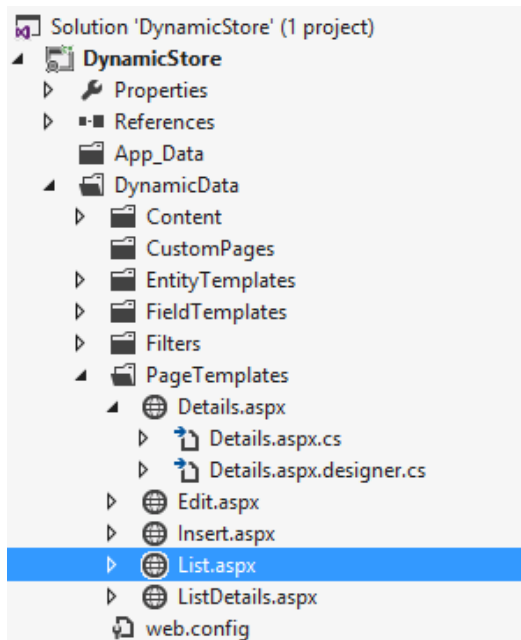 Solution 'DynamicStore' (1 project)
DynamicStore
Properties
References
App_Data
DynamicData
Content
CustomPages
EntityTemplates
FieldTemplates
Filters
PageTemplates
Details.aspx
Details.aspx.cs
Details.aspx.designer.cs
Edit.aspx
Insert.aspx
List.aspx
ListDetails.aspx
web.config